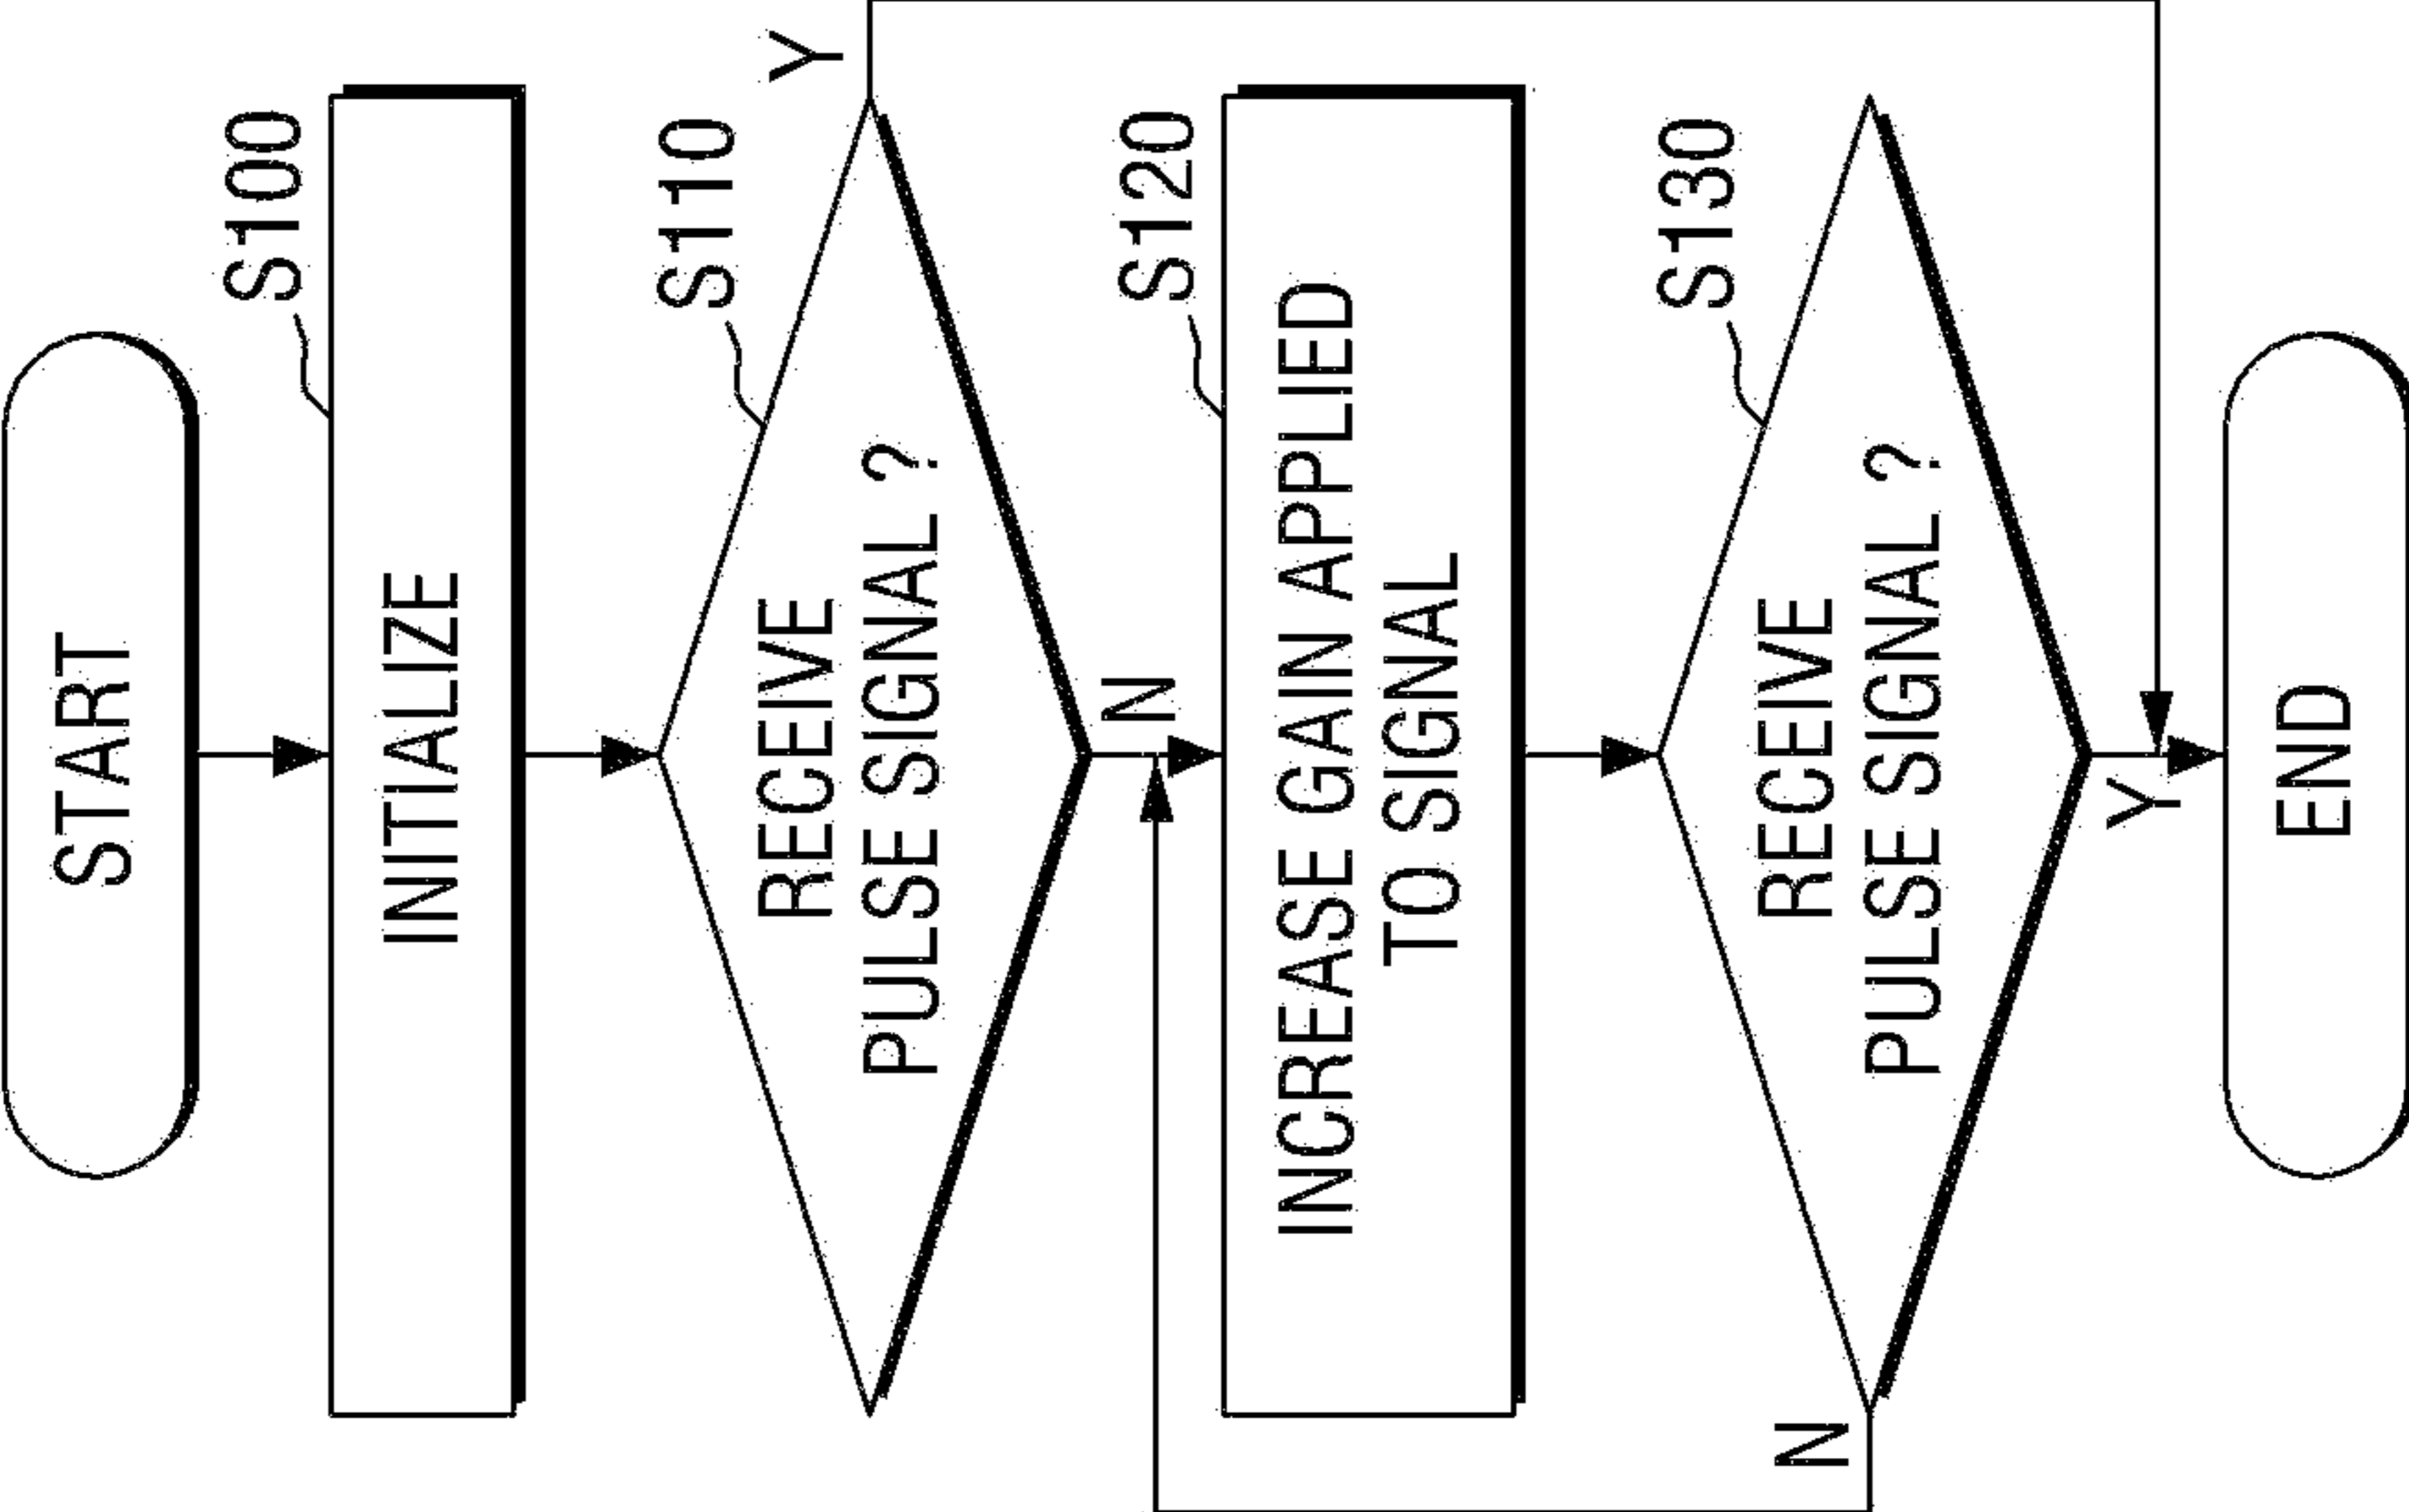 START
S100
INITIALIZE
S110
Y
RECEIVE
PULSE SIGNAL ?
N
S120
INCREASE GAIN APPLIED
TO SIGNAL
S130
RECEIVE
PULSE SIGNAL ?
N
Y
END